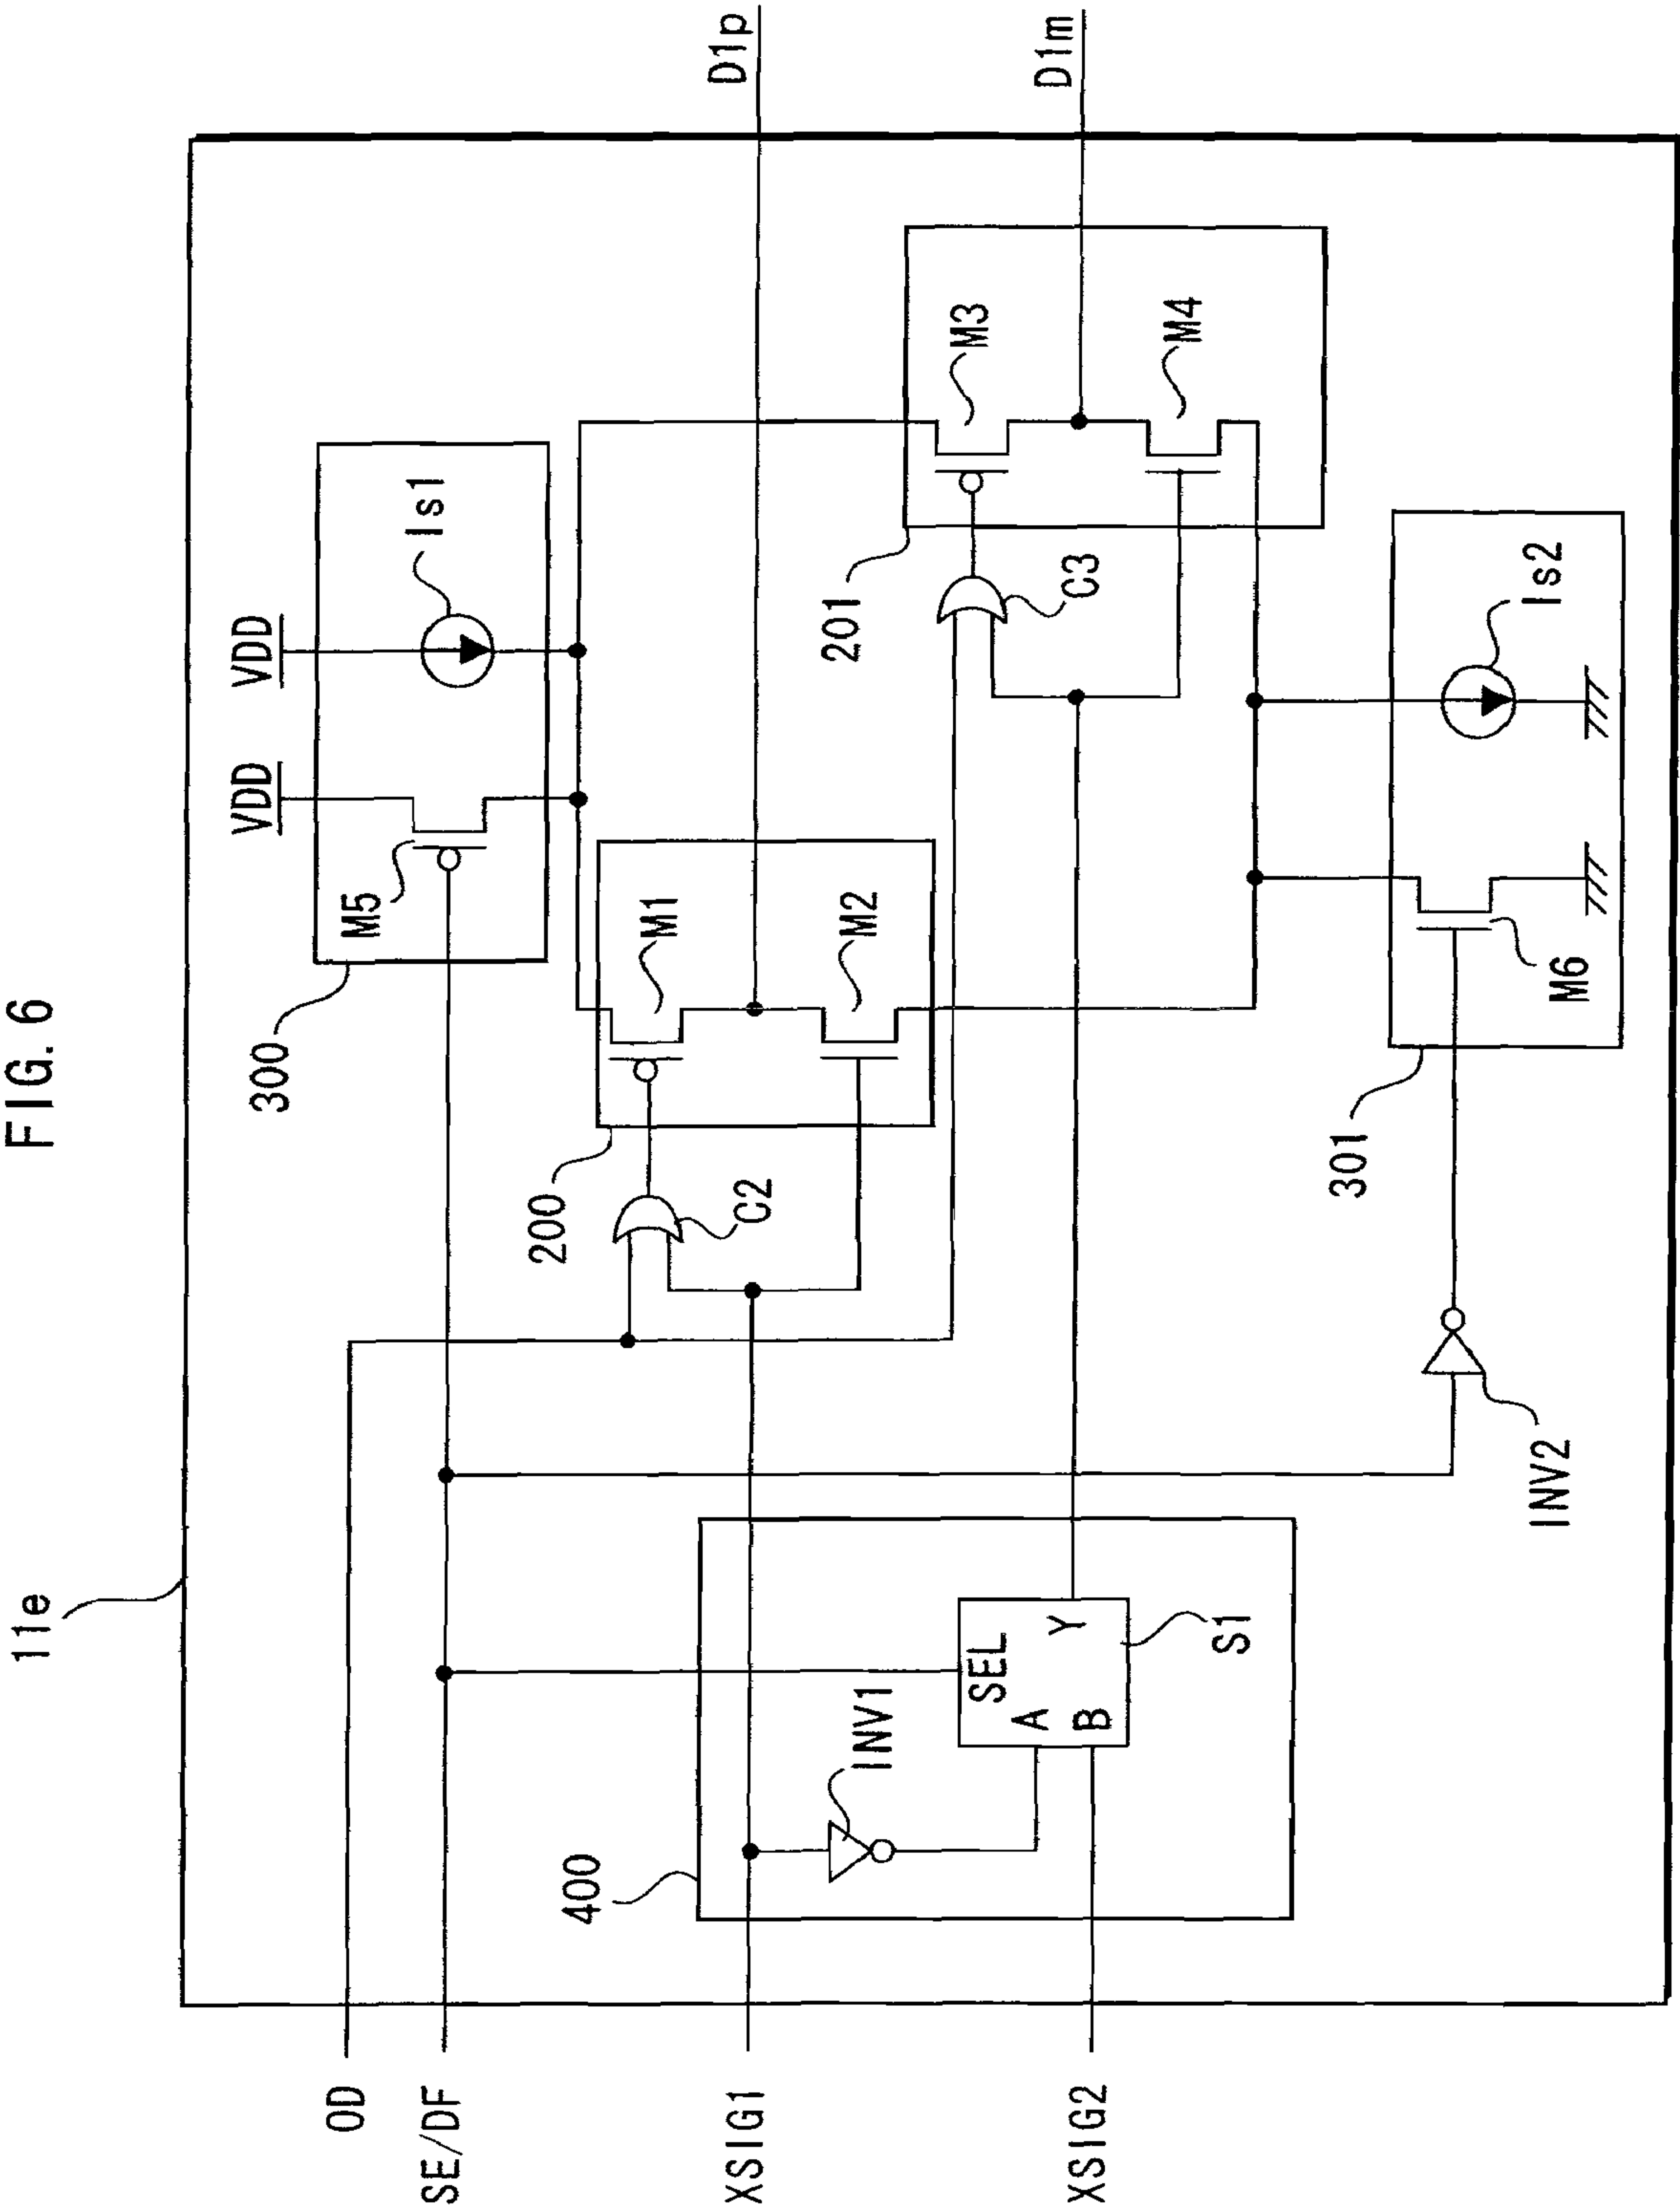 FIG. 6
11e
VDD
VDD
Is1
M5
300
D1p
D1m
M1
M2
200
C2
M3
M4
201
C3
Is2
M6
301
INV2
OD
SE/DF
XSIG1
XSIG2
400
INV1
SEL
A
B
Y
S1